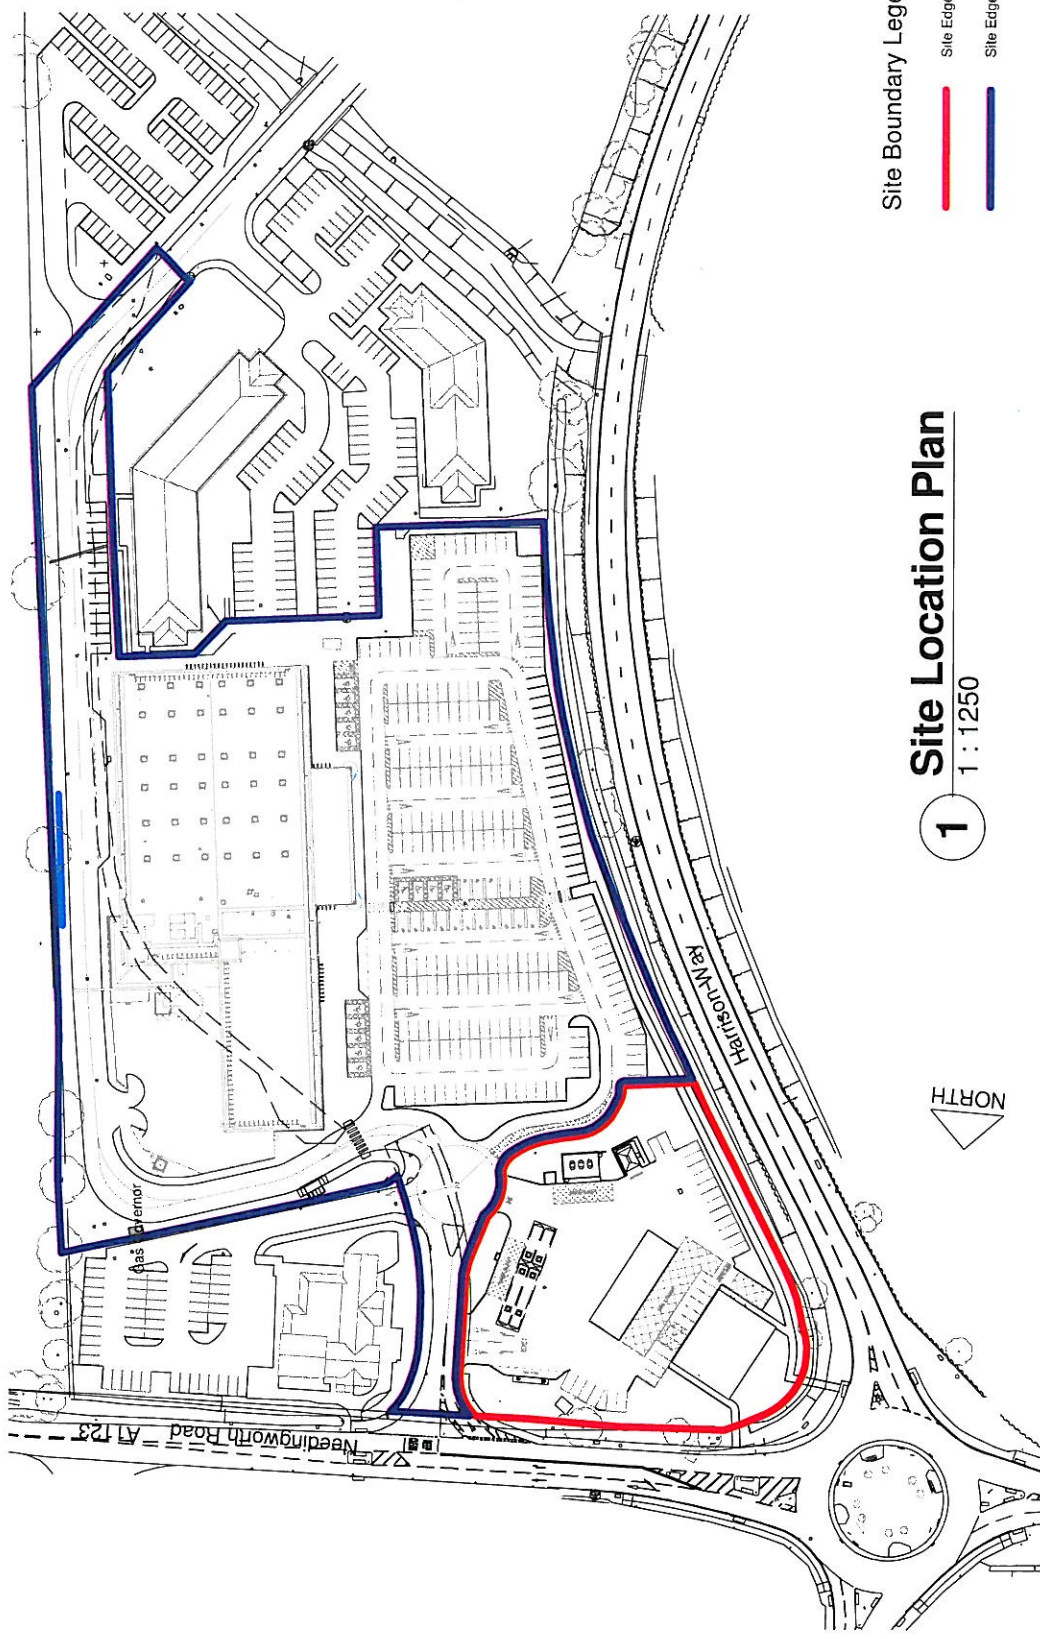 Site Boundary Lege
Site Edge
Site Edge
1 Site Location Plan
1 : 1250
NORTH
Harrison Way
Needingworth Road A1123
Gas Governor